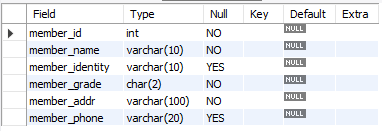 Field Type Null Key Default Extra
member_id int NO NULL
member_name varchar(10) NO NULL
member_identity varchar(10) YES NULL
member_grade char(2) NO NULL
member_addr varchar(100) NO NULL
member_phone varchar(20) YES NULL